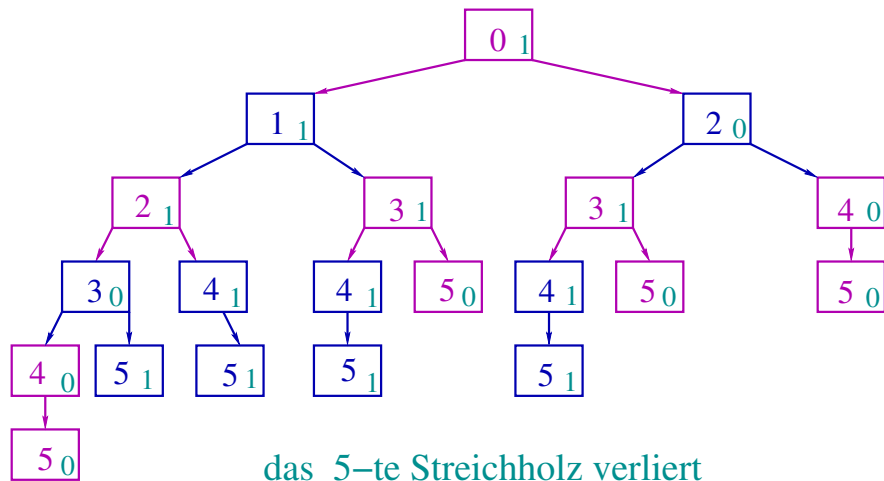 0 1
1 1 2 0
2 1 3 1 3 1 4 0
3 0 4 1 4 1 5 0 4 1 5 0 5 0
4 0 5 1 5 1 5 1 5 1
5 0
das 5–te Streichholz verliert